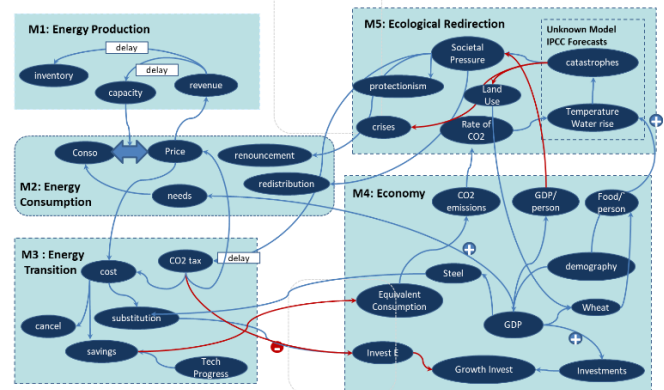 M1: Energy Production
delay
delay
inventory
capacity
revenue
M5: Ecological Redirection
Unknown Model
IPCC Forecasts
Societal
Pressure
catastrophes
protectionism
Land
Use
crises
Rate of
CO2
Temperature
Water rise
Conso
Price
renouncement
redistribution
needs
M2: Energy
Consumption
M4: Economy
CO2
emissions
GDP/
person
Food/
person
M3 : Energy
Transition
CO2 tax
delay
cost
substitution
cancel
savings
Tech
Progress
Steel
demography
Equivalent
Consumption
GDP
Wheat
Invest E
Growth Invest
Investments